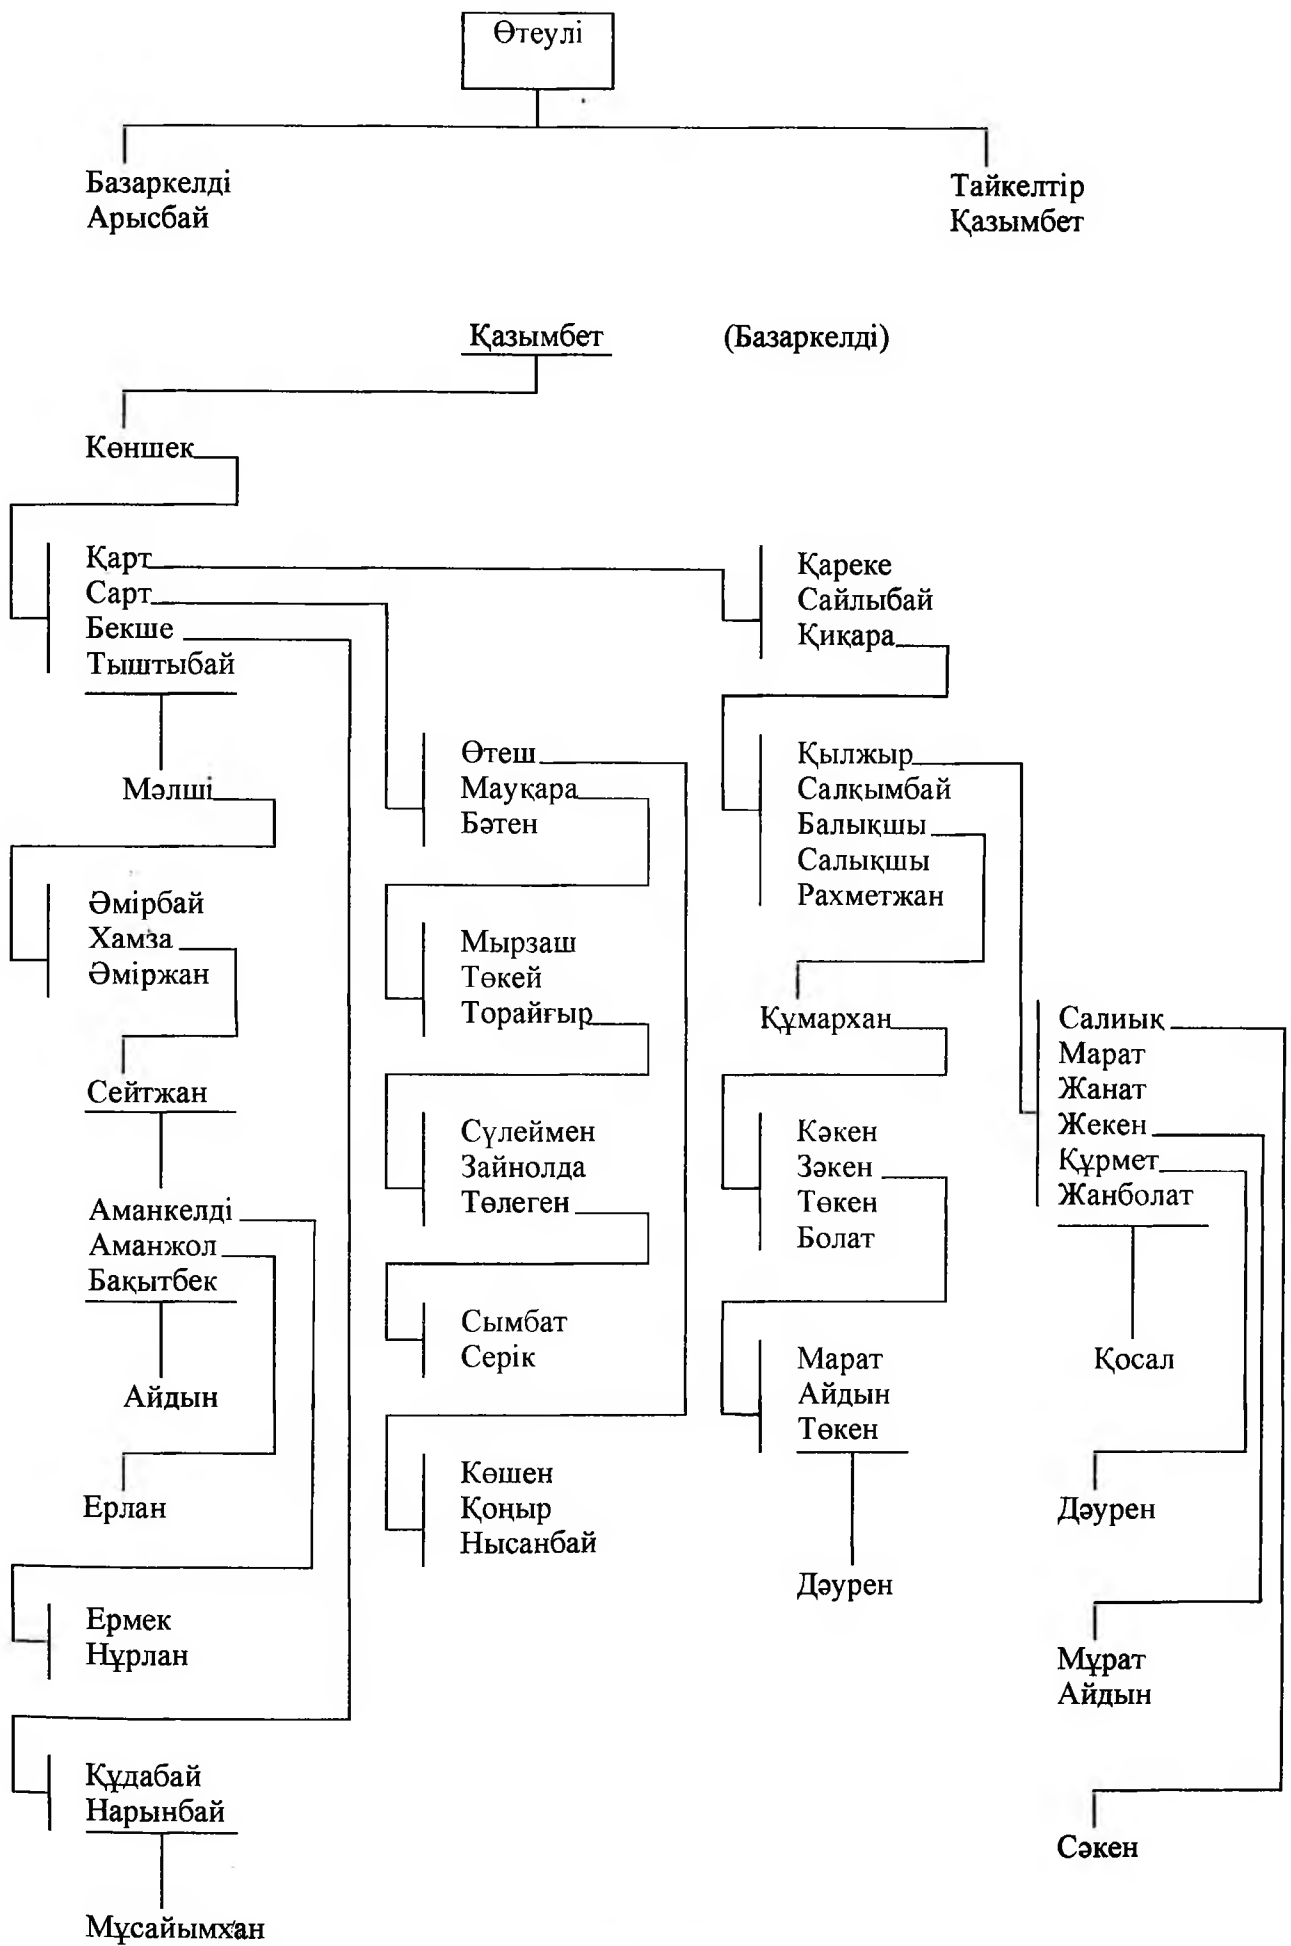 Өтеулі
Базаркелді
Арысбай
Тайкелтір
Қазымбет
Қазымбет (Базаркелді)
Көншек
Қарт
Сарт
Бекше
Тыштыбай
Мәлші
Әмірбай
Хамза
Әміржан
Сейтжан
Аманкелді
Аманжол
Бақытбек
Айдын
Ерлан
Ермек
Нұрлан
Құдабай
Нарынбай
Мұсайымхан
Өтеш
Мауқара
Бәтен
Мырзаш
Төкей
Торайғыр
Сүлеймен
Зайнолда
Төлеген
Сымбат
Серік
Көшен
Қоңыр
Нысанбай
Қареке
Сайлыбай
Қиқара
Қылжыр
Салқымбай
Балықшы
Салықшы
Рахметжан
Құмархан
Кәкен
Зәкен
Төкен
Болат
Марат
Айдын
Төкен
Дәурен
Салиық
Марат
Жанат
Жекен
Құрмет
Жанболат
Қосал
Дәурен
Мұрат
Айдын
Сәкен